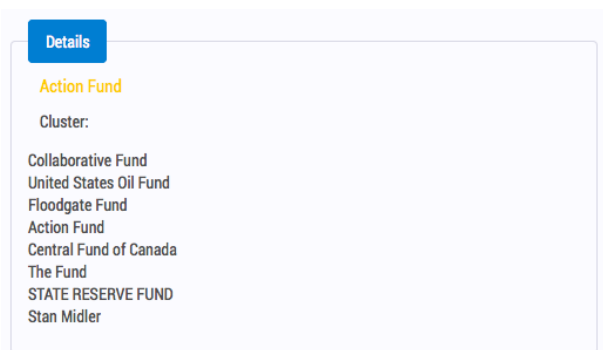 Details
Action Fund
Cluster:
Collaborative Fund
United States Oil Fund
Floodgate Fund
Action Fund
Central Fund of Canada
The Fund
STATE RESERVE FUND
Stan Midler